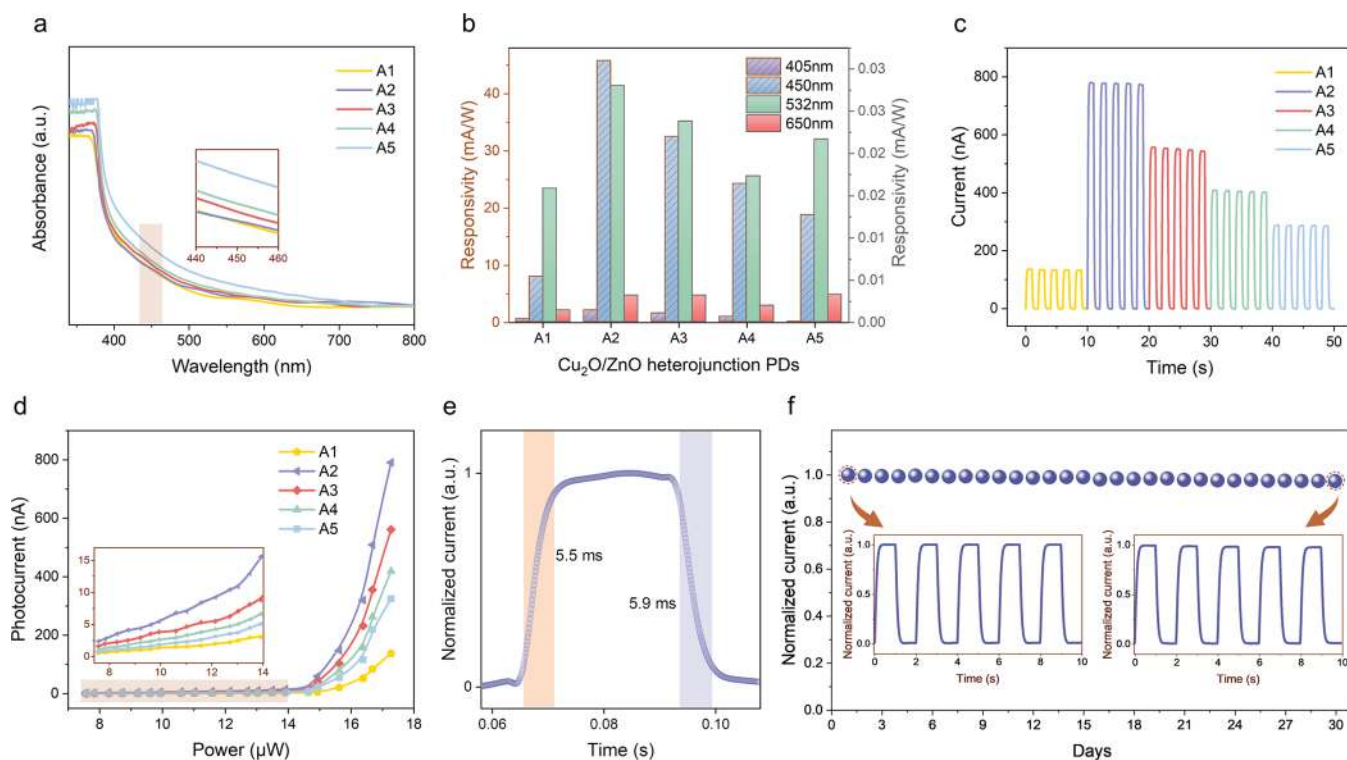 a
Absorbance (a.u.)
A1
A2
A3
A4
A5
440 450 460
400 500 600 700 800
Wavelength (nm)
b
Responsivity (mA/W)
40
30
20
10
0
405nm
450nm
532nm
650nm
0.03
0.03
0.02
0.02
0.01
0.01
0.00
Responsivity (mA/W)
A1 A2 A3 A4 A5
Cu₂O/ZnO heterojunction PDs
c
Current (nA)
800
600
400
200
0
A1
A2
A3
A4
A5
0 10 20 30 40 50
Time (s)
d
Photocurrent (nA)
800
600
400
200
0
A1
A2
A3
A4
A5
15
10
5
0
8 10 12 14
8 10 12 14 16 18
Power (μW)
e
Normalized current (a.u.)
1
0
5.5 ms
5.9 ms
0.06 0.08 0.10
Time (s)
f
Normalized current (a.u.)
1.0
0.8
0.6
0.4
0.2
0.0
Normalized current (a.u.)
1.0
0.5
0.0
0 2 4 6 8 10
Time (s)
Normalized current (a.u.)
1.0
0.5
0.0
0 2 4 6 8 10
Time (s)
0 3 6 9 12 15 18 21 24 27 30
Days